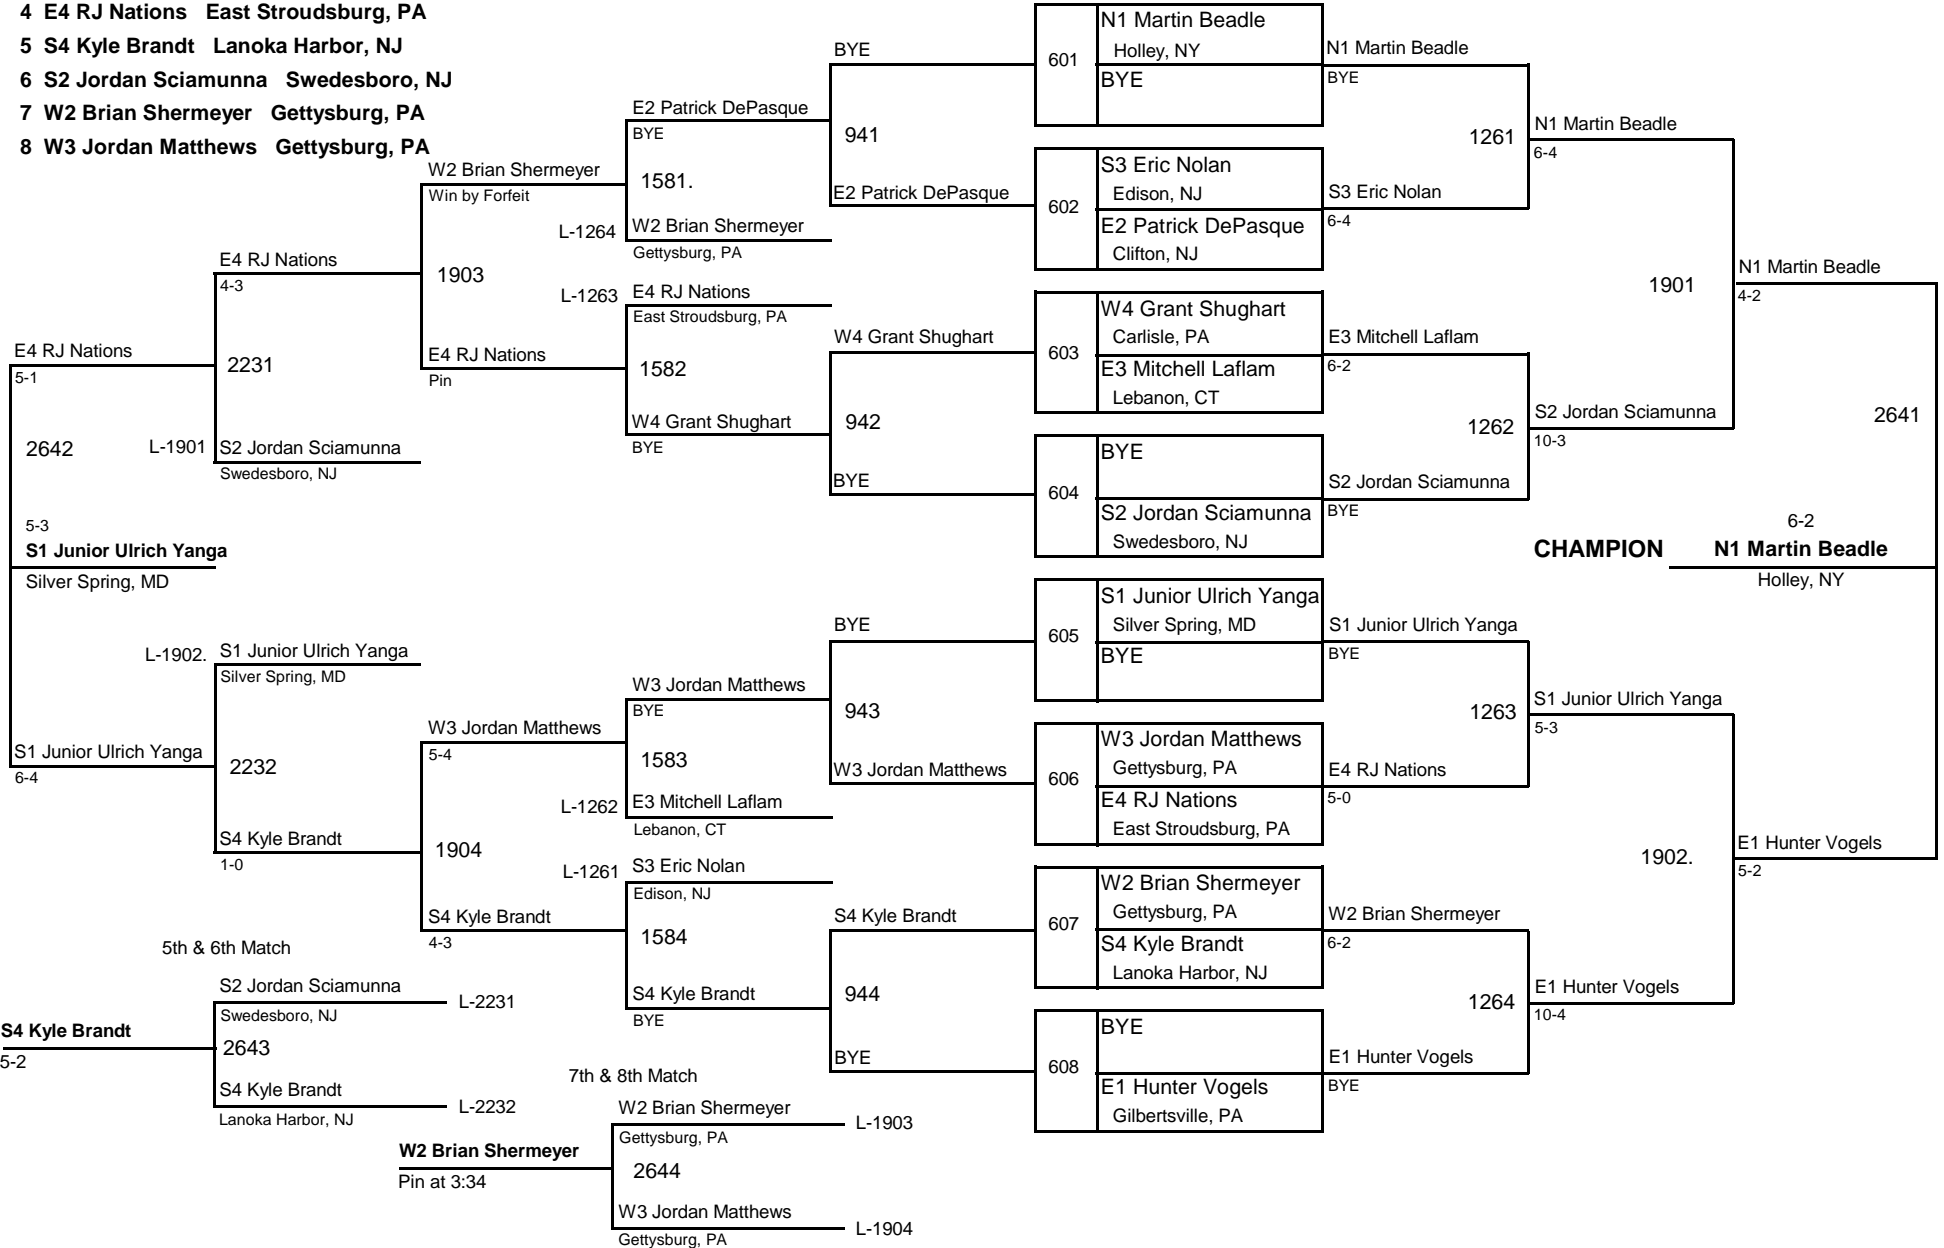 4 E4 RJ Nations East Stroudsburg, PA
5 S4 Kyle Brandt Lanoka Harbor, NJ
6 S2 Jordan Sciamunna Swedesboro, NJ
7 W2 Brian Shermeyer Gettysburg, PA
8 W3 Jordan Matthews Gettysburg, PA
E4 RJ Nations
5-1
2642
5-3
S1 Junior Ulrich Yanga
Silver Spring, MD
S1 Junior Ulrich Yanga
6-4
E4 RJ Nations
4-3
2231
L-1901
S2 Jordan Sciamunna
Swedesboro, NJ
L-1902.
S1 Junior Ulrich Yanga
Silver Spring, MD
2232
S4 Kyle Brandt
1-0
W2 Brian Shermeyer
Win by Forfeit
1903
E4 RJ Nations
Pin
W3 Jordan Matthews
5-4
1904
S4 Kyle Brandt
4-3
E2 Patrick DePasque
BYE
1581.
L-1264
W2 Brian Shermeyer
Gettysburg, PA
L-1263
E4 RJ Nations
East Stroudsburg, PA
1582
W4 Grant Shughart
BYE
W3 Jordan Matthews
BYE
1583
L-1262
E3 Mitchell Laflam
Lebanon, CT
L-1261
S3 Eric Nolan
Edison, NJ
1584
S4 Kyle Brandt
BYE
BYE
941
E2 Patrick DePasque
W4 Grant Shughart
942
BYE
BYE
943
W3 Jordan Matthews
S4 Kyle Brandt
944
BYE
601
N1 Martin Beadle
Holley, NY
BYE
602
S3 Eric Nolan
Edison, NJ
E2 Patrick DePasque
Clifton, NJ
603
W4 Grant Shughart
Carlisle, PA
E3 Mitchell Laflam
Lebanon, CT
604
BYE
S2 Jordan Sciamunna
Swedesboro, NJ
605
S1 Junior Ulrich Yanga
Silver Spring, MD
BYE
606
W3 Jordan Matthews
Gettysburg, PA
E4 RJ Nations
East Stroudsburg, PA
607
W2 Brian Shermeyer
Gettysburg, PA
S4 Kyle Brandt
Lanoka Harbor, NJ
608
BYE
E1 Hunter Vogels
Gilbertsville, PA
N1 Martin Beadle
BYE
1261
S3 Eric Nolan
6-4
E3 Mitchell Laflam
6-2
1262
S2 Jordan Sciamunna
BYE
S1 Junior Ulrich Yanga
BYE
1263
E4 RJ Nations
5-0
W2 Brian Shermeyer
6-2
1264
E1 Hunter Vogels
BYE
N1 Martin Beadle
6-4
1901
S2 Jordan Sciamunna
10-3
S1 Junior Ulrich Yanga
5-3
1902.
E1 Hunter Vogels
10-4
N1 Martin Beadle
4-2
2641
6-2
CHAMPION N1 Martin Beadle
Holley, NY
E1 Hunter Vogels
5-2
5th & 6th Match
S2 Jordan Sciamunna
L-2231
Swedesboro, NJ
S4 Kyle Brandt
5-2
2643
S4 Kyle Brandt
L-2232
Lanoka Harbor, NJ
7th & 8th Match
W2 Brian Shermeyer
L-1903
Gettysburg, PA
W2 Brian Shermeyer
Pin at 3:34
2644
W3 Jordan Matthews
L-1904
Gettysburg, PA